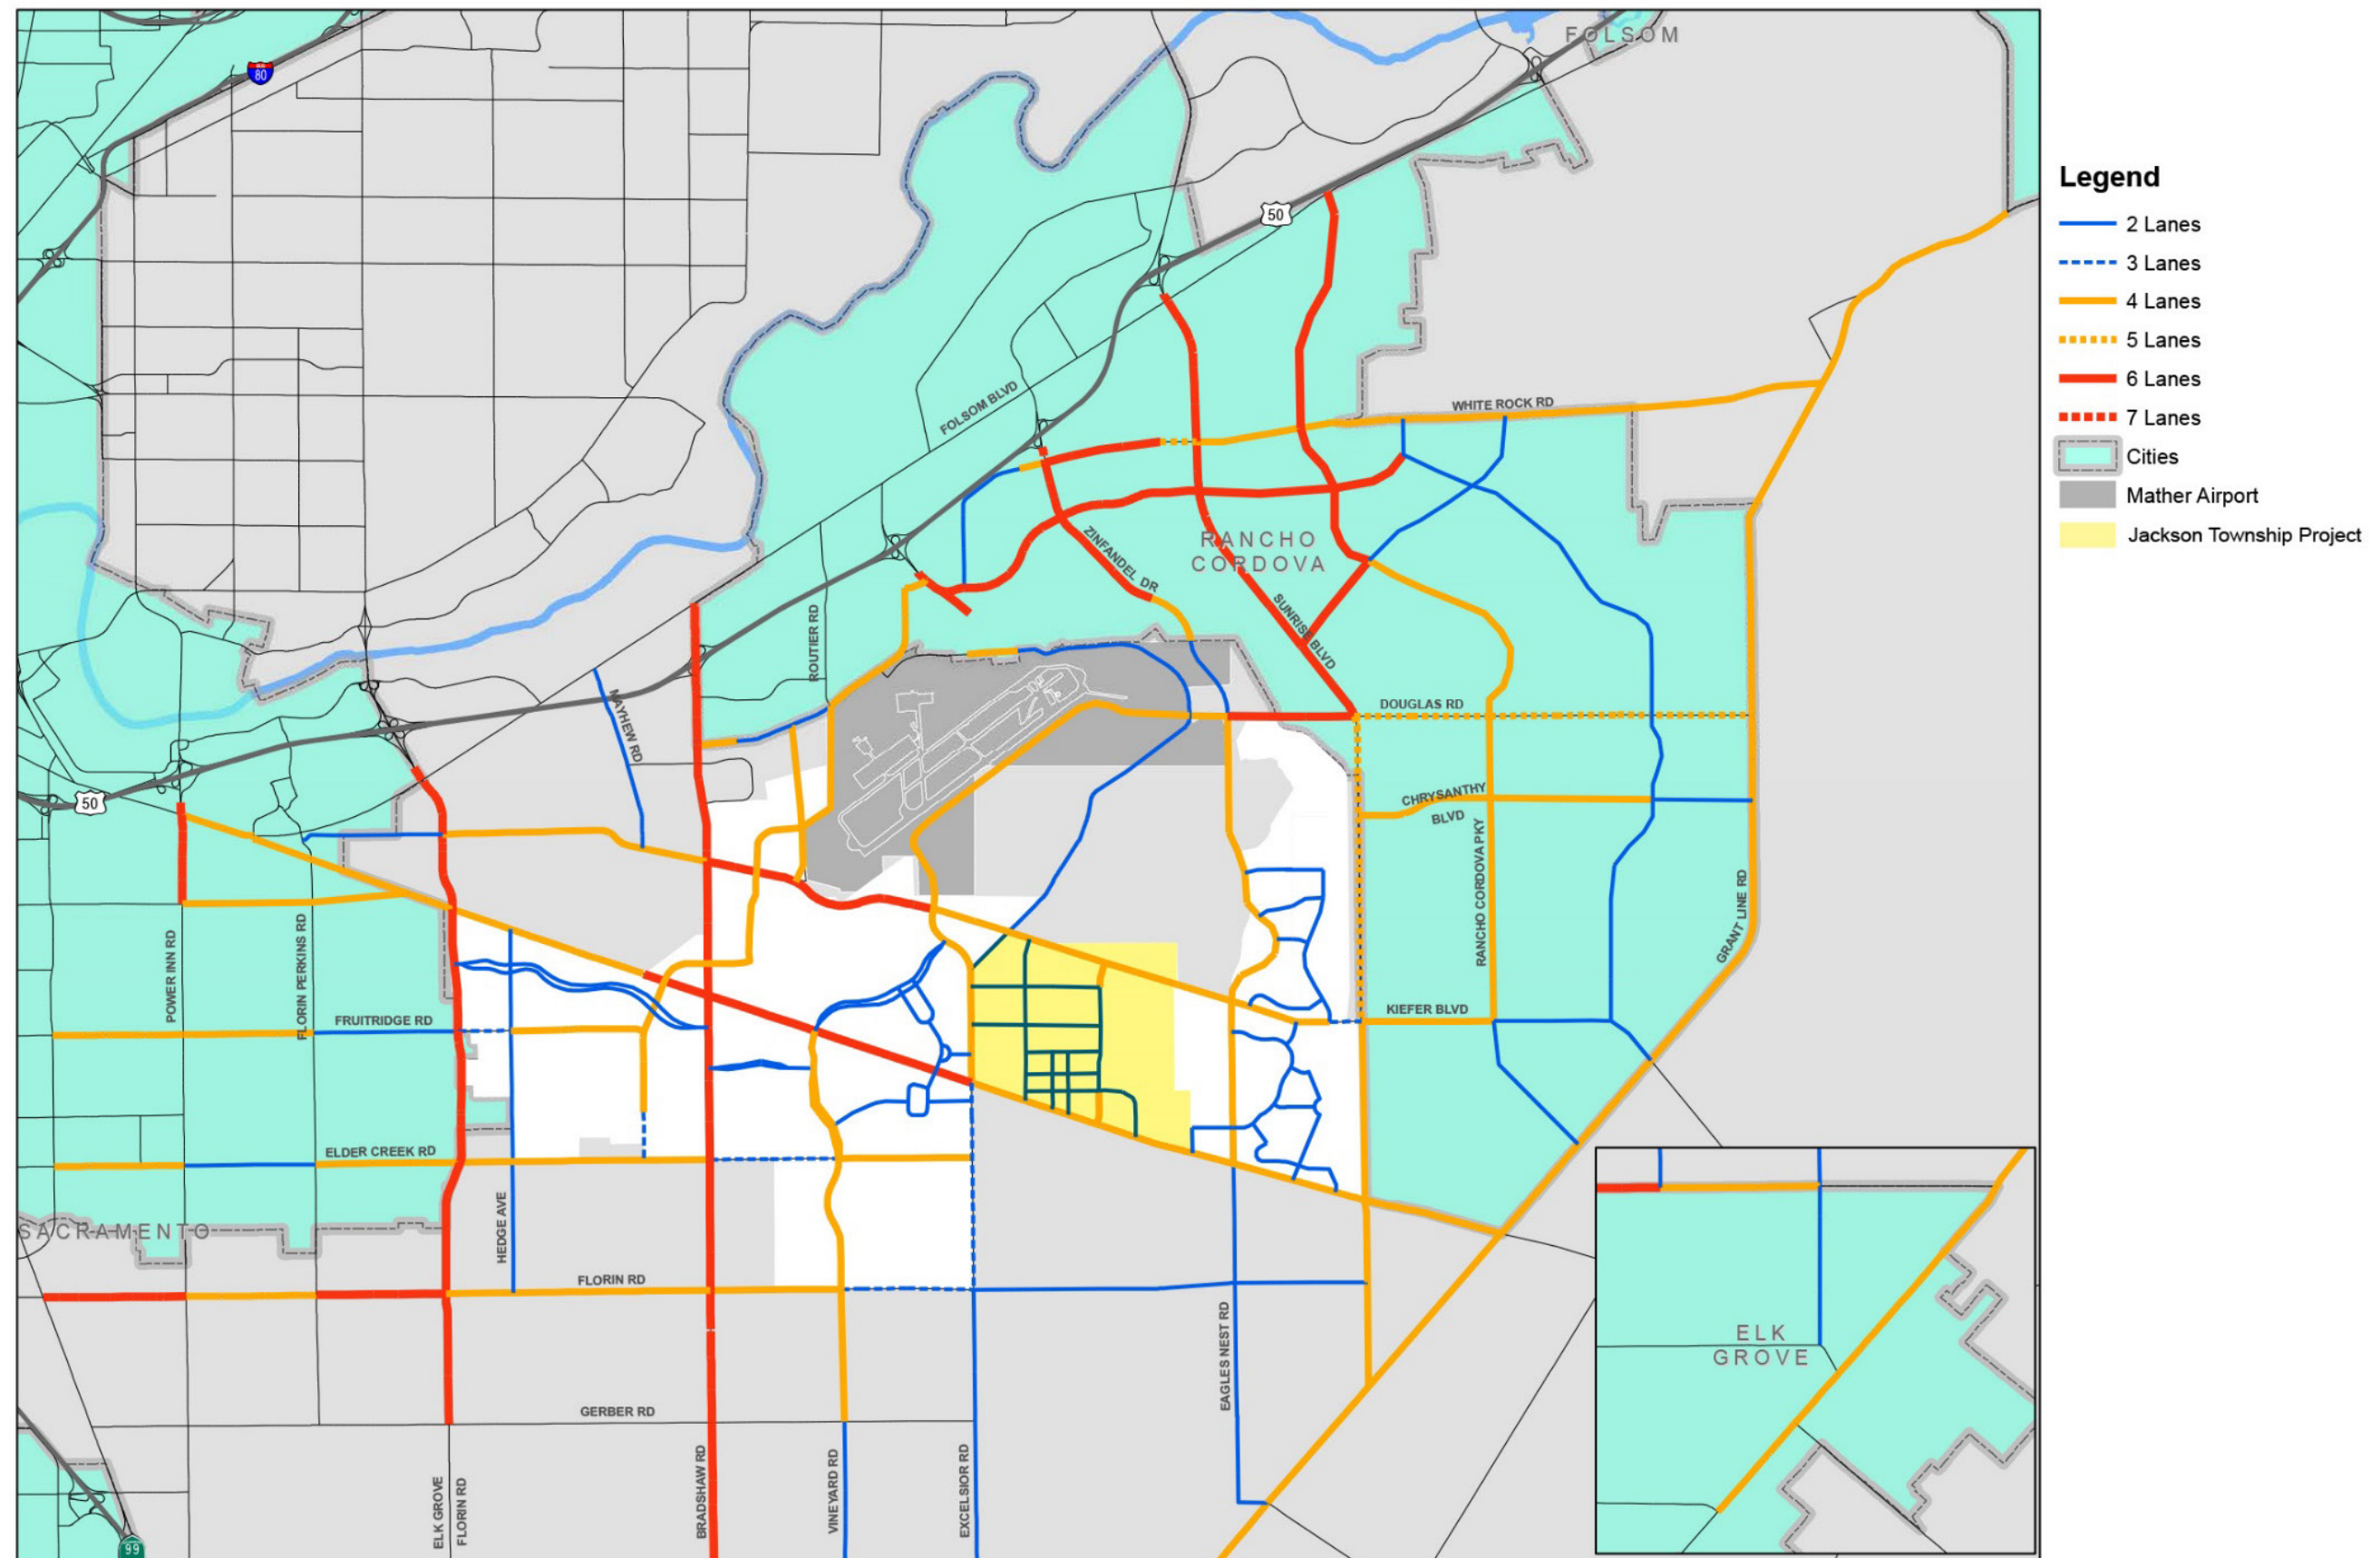 FOLSOM
80
50
Legend
2 Lanes
3 Lanes
4 Lanes
5 Lanes
6 Lanes
7 Lanes
Cities
Mather Airport
Jackson Township Project
WHITE ROCK RD
FOLSOM BLVD
ZINFANDEL DR
RANCHO
CORDOVA
SUNRISE BLVD
ROUTIER RD
MAYHEW RD
DOUGLAS RD
50
CHRYSANTHY
BLVD
RANCHO CORDOVA PKY
GRANT LINE RD
POWER INN RD
FLORIN PERKINS RD
FRUITRIDGE RD
KIEFER BLVD
ELDER CREEK RD
HEDGE AVE
SACRAMENTO
FLORIN RD
EAGLES NEST RD
ELK
GROVE
GERBER RD
ELK GROVE
FLORIN RD
BRADSHAW RD
VINEYARD RD
EXCELSIOR RD
99